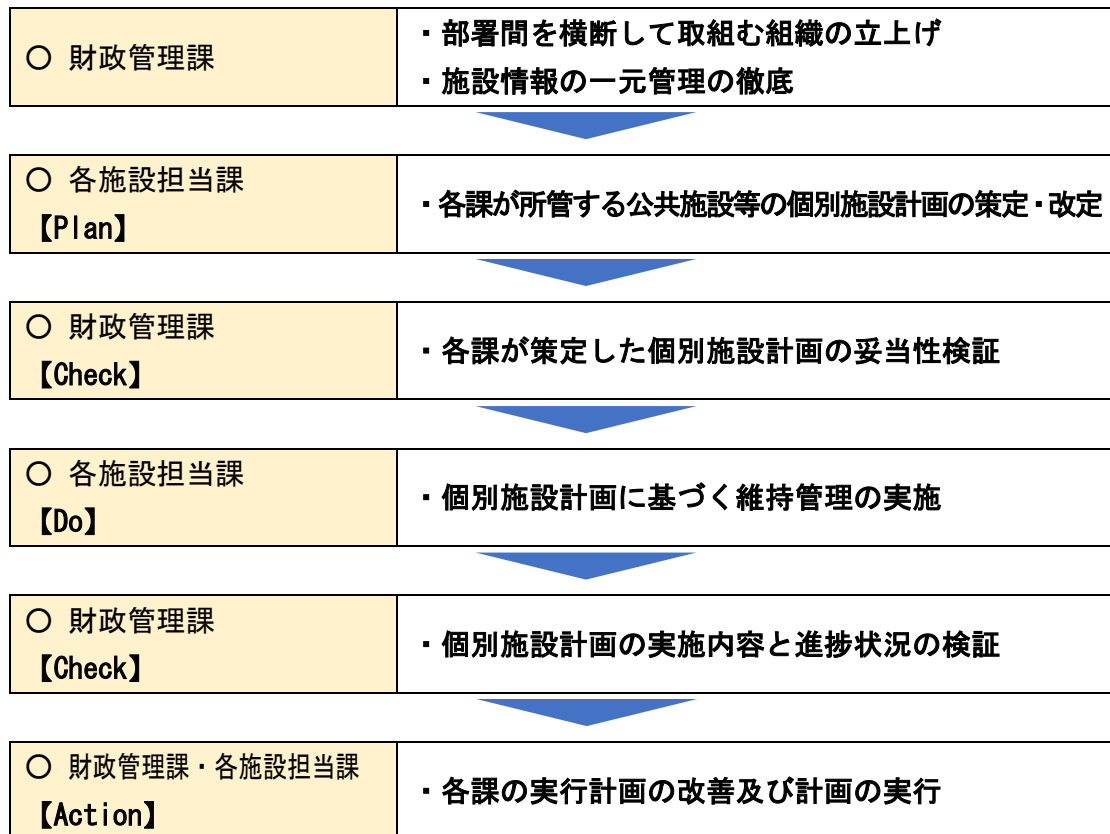 ○ 財政管理課
・部署間を横断して取組む組織の立上げ
・施設情報の一元管理の徹底
○ 各施設担当課
【Plan】
・各課が所管する公共施設等の個別施設計画の策定・改定
○ 財政管理課
【Check】
・各課が策定した個別施設計画の妥当性検証
○ 各施設担当課
【Do】
・個別施設計画に基づく維持管理の実施
○ 財政管理課
【Check】
・個別施設計画の実施内容と進捗状況の検証
○ 財政管理課・各施設担当課
【Action】
・各課の実行計画の改善及び計画の実行